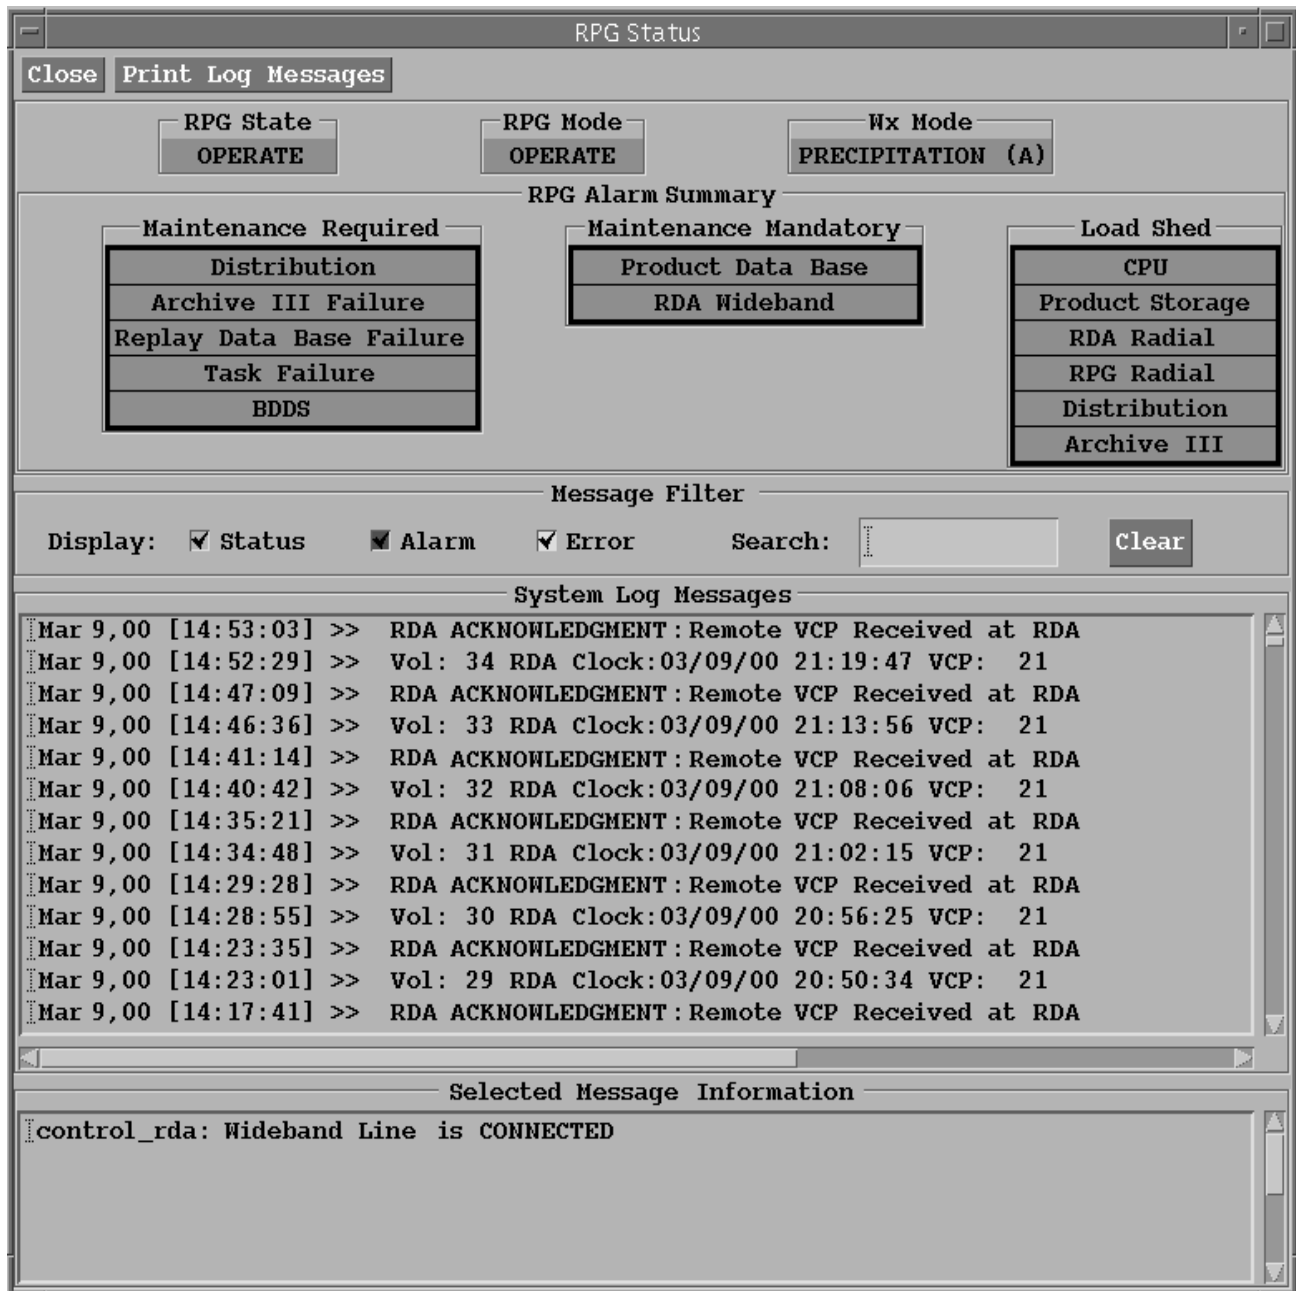 RPG Status
Close Print Log Messages
RPG State RPG Mode Wx Mode
OPERATE OPERATE PRECIPITATION (A)
RPG Alarm Summary
Maintenance Required Maintenance Mandatory Load Shed
Distribution Product Data Base CPU
Archive III Failure RDA Wideband Product Storage
Replay Data Base Failure RDA Radial
Task Failure RPG Radial
BDDS Distribution
Archive III
Message Filter
Display: Status Alarm Error Search: Clear
System Log Messages
Mar 9,00 [14:53:03] >> RDA ACKNOWLEDGMENT:Remote VCP Received at RDA
Mar 9,00 [14:52:29] >> Vol: 34 RDA Clock:03/09/00 21:19:47 VCP: 21
Mar 9,00 [14:47:09] >> RDA ACKNOWLEDGMENT:Remote VCP Received at RDA
Mar 9,00 [14:46:36] >> Vol: 33 RDA Clock:03/09/00 21:13:56 VCP: 21
Mar 9,00 [14:41:14] >> RDA ACKNOWLEDGMENT:Remote VCP Received at RDA
Mar 9,00 [14:40:42] >> Vol: 32 RDA Clock:03/09/00 21:08:06 VCP: 21
Mar 9,00 [14:35:21] >> RDA ACKNOWLEDGMENT:Remote VCP Received at RDA
Mar 9,00 [14:34:48] >> Vol: 31 RDA Clock:03/09/00 21:02:15 VCP: 21
Mar 9,00 [14:29:28] >> RDA ACKNOWLEDGMENT:Remote VCP Received at RDA
Mar 9,00 [14:28:55] >> Vol: 30 RDA Clock:03/09/00 20:56:25 VCP: 21
Mar 9,00 [14:23:35] >> RDA ACKNOWLEDGMENT:Remote VCP Received at RDA
Mar 9,00 [14:23:01] >> Vol: 29 RDA Clock:03/09/00 20:50:34 VCP: 21
Mar 9,00 [14:17:41] >> RDA ACKNOWLEDGMENT:Remote VCP Received at RDA
Selected Message Information
control_rda: Wideband Line is CONNECTED